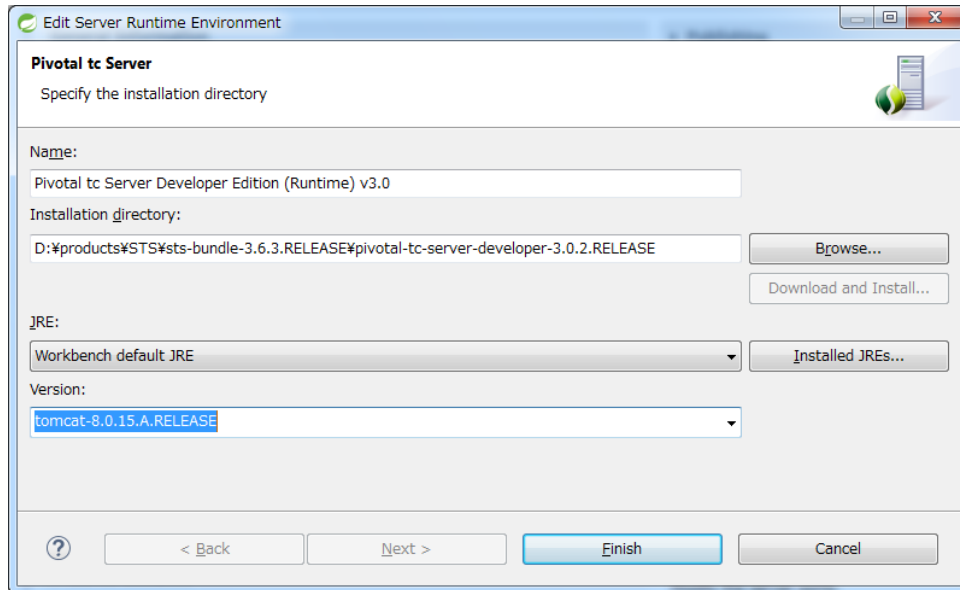 Edit Server Runtime Environment
Pivotal tc Server
Specify the installation directory
Name:
Pivotal tc Server Developer Edition (Runtime) v3.0
Installation directory:
D:¥products¥STS¥sts-bundle-3.6.3.RELEASE¥pivotal-tc-server-developer-3.0.2.RELEASE
Browse...
Download and Install...
JRE:
Workbench default JRE
Installed JREs...
Version:
tomcat-8.0.15.A.RELEASE
?
< Back
Next >
Finish
Cancel